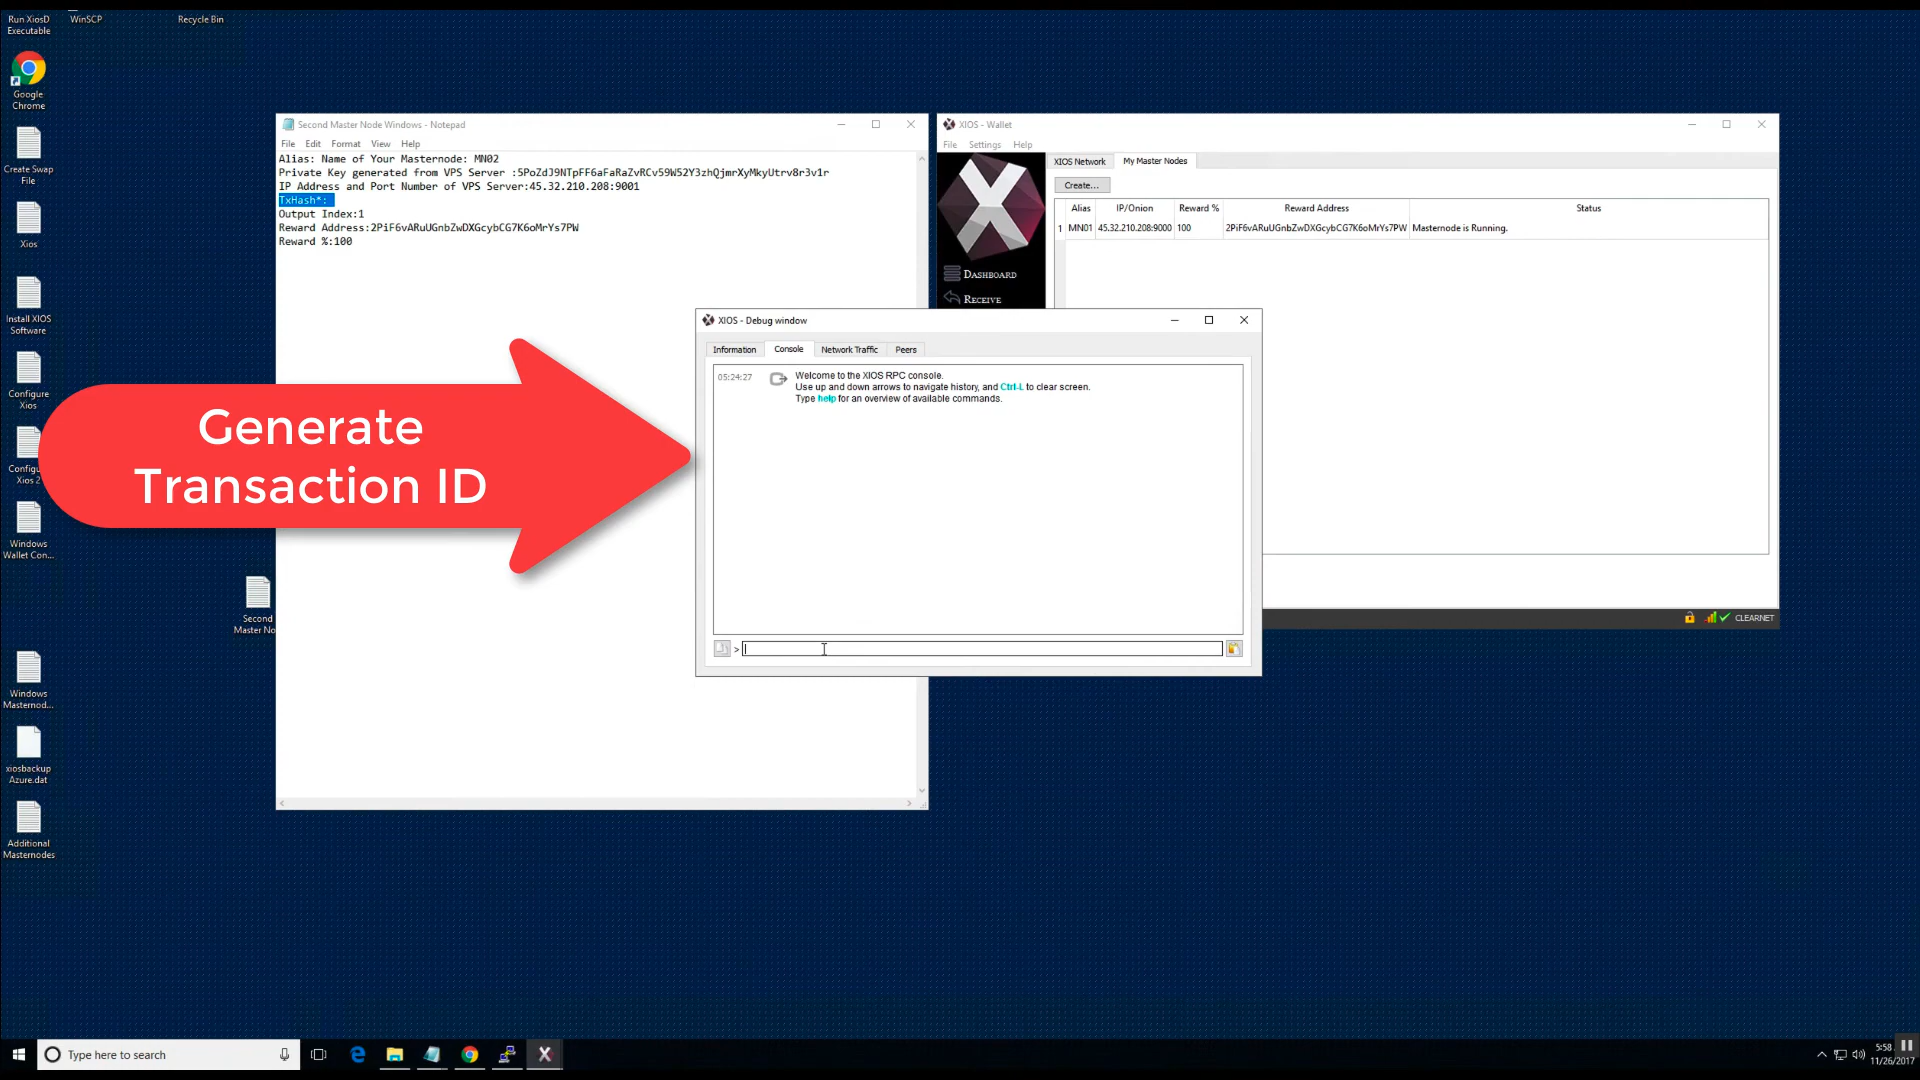 Run XiosD
Executable
WinSCP
Recycle Bin
Google
Chrome
Create Swap
File
Xios
Install XIOS
Software
Configure
Xios
Configu
Xios 2
Windows
Wallet Con...
Second
Master No
Windows
Masternod...
xiosbackup
Azure.dat
Additional
Masternodes
Second Master Node Windows - Notepad
File Edit Format View Help
Alias: Name of Your Masternode: MN02
Private Key generated from VPS Server :5PoZdJ9NTpFF6aFaRaZvRCv59W52Y3zhQjmrXyMkyUtrv8r3v1r
IP Address and Port Number of VPS Server:45.32.210.208:9001
TxHash*:
Output Index:1
Reward Address:2PiF6vARuUGnbZwDXGcybCG7K6oMrYs7PW
Reward %:100
XIOS - Wallet
File Settings Help
XIOS Network My Master Nodes
Create...
Alias IP/Onion Reward % Reward Address Status
1 MN01 45.32.210.208:9000 100 2PiF6vARuUGnbZwDXGcybCG7K6oMrYs7PW Masternode is Running.
DASHBOARD
RECEIVE
CLEARNET
XIOS - Debug window
Information Console Network Traffic Peers
05:24:27 Welcome to the XIOS RPC console.
Use up and down arrows to navigate history, and Ctrl-L to clear screen.
Type help for an overview of available commands.
>
Generate
Transaction ID
Type here to search
5:58
11/26/2017